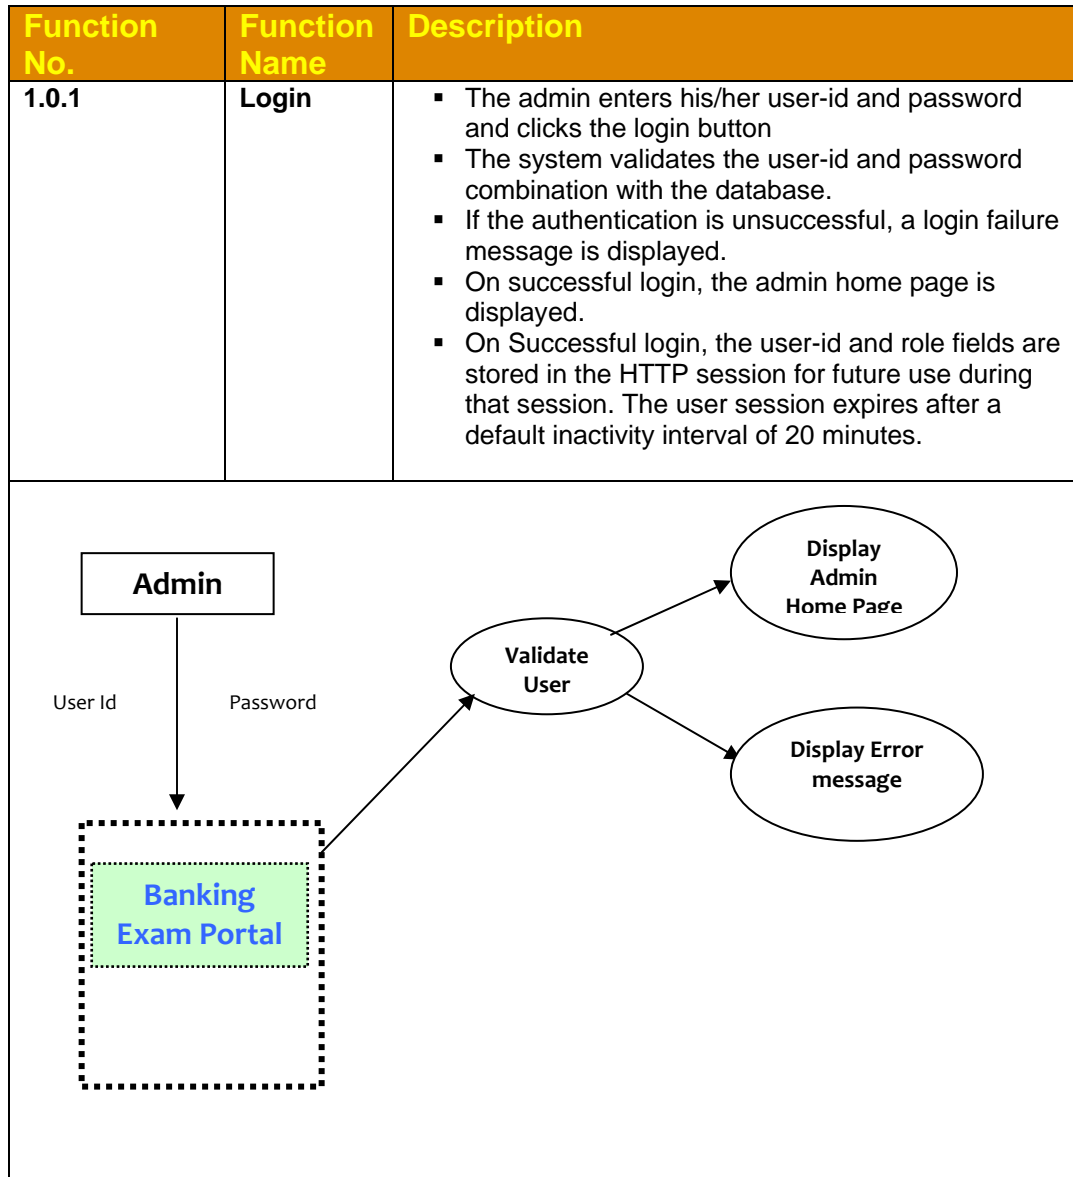 Function No.
Function Name
Description
1.0.1
Login
▪ The admin enters his/her user-id and password
and clicks the login button
▪ The system validates the user-id and password
combination with the database.
▪ If the authentication is unsuccessful, a login failure
message is displayed.
▪ On successful login, the admin home page is
displayed.
▪ On Successful login, the user-id and role fields are
stored in the HTTP session for future use during
that session. The user session expires after a
default inactivity interval of 20 minutes.
Display
Admin
Home Page
Admin
Validate
User
User Id
Password
Display Error
message
Banking
Exam Portal